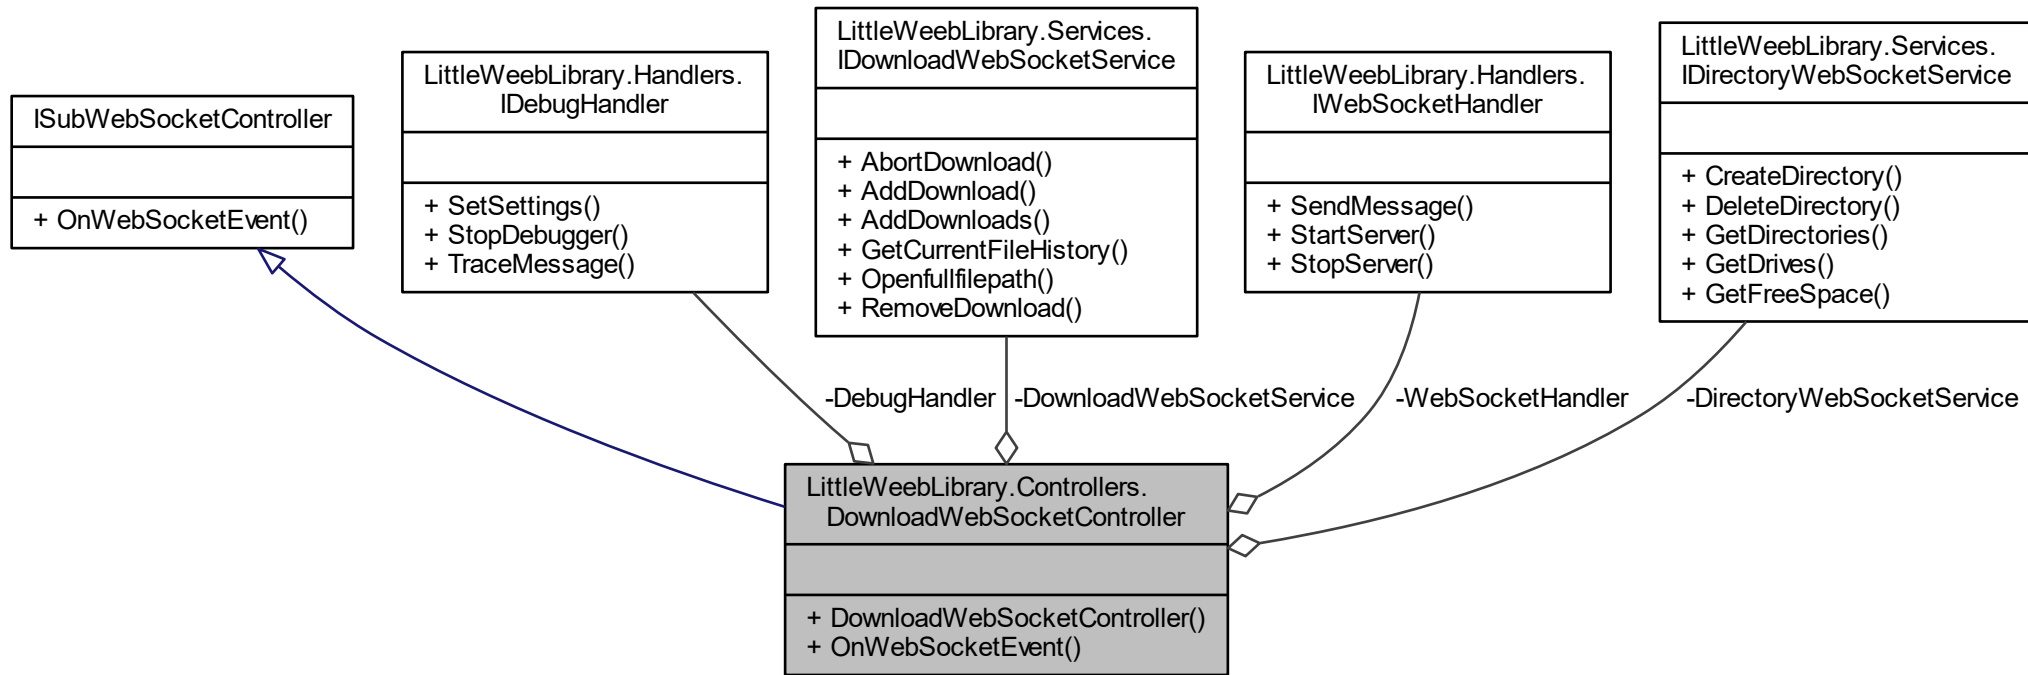 ISubWebSocketController
+ OnWebSocketEvent()
LittleWeebLibrary.Handlers.
IDebugHandler
+ SetSettings()
+ StopDebugger()
+ TraceMessage()
LittleWeebLibrary.Services.
IDownloadWebSocketService
+ AbortDownload()
+ AddDownload()
+ AddDownloads()
+ GetCurrentFileHistory()
+ Openfullfilepath()
+ RemoveDownload()
LittleWeebLibrary.Handlers.
IWebSocketHandler
+ SendMessage()
+ StartServer()
+ StopServer()
LittleWeebLibrary.Services.
IDirectoryWebSocketService
+ CreateDirectory()
+ DeleteDirectory()
+ GetDirectories()
+ GetDrives()
+ GetFreeSpace()
-DebugHandler
-DownloadWebSocketService
-WebSocketHandler
-DirectoryWebSocketService
LittleWeebLibrary.Controllers.
DownloadWebSocketController
+ DownloadWebSocketController()
+ OnWebSocketEvent()